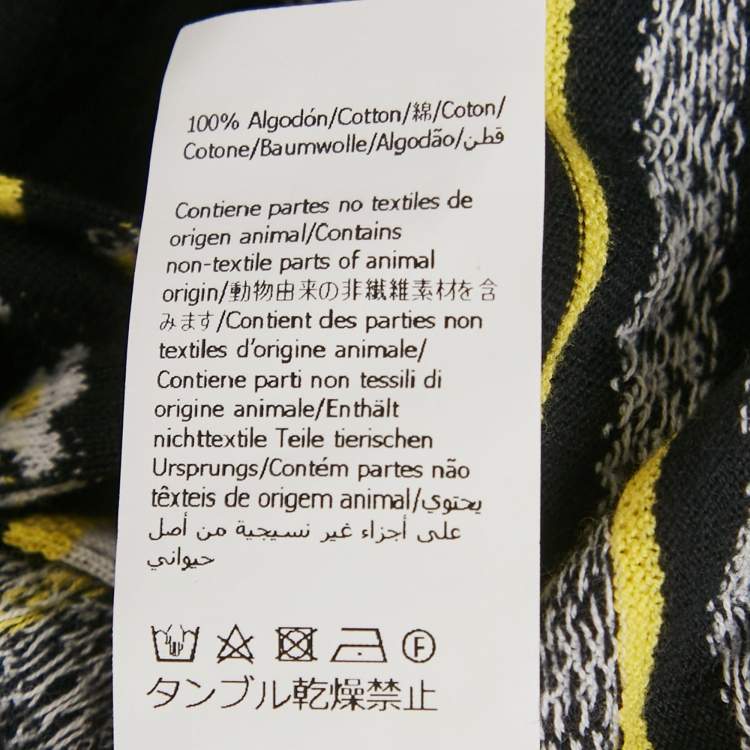 100% Algodón/Cotton/綿/Coton/
Cotone/Baumwolle/Algodão/قطن
Contiene partes no textiles de
origen animal/Contains
non-textile parts of animal
origin/動物由来の非繊維素材を含
みます/Contient des parties non
textiles d'origine animale/
Contiene parti non tessili di
origine animale/Enthält
nichttextile Teile tierischen
Ursprungs/Contém partes não
têxteis de origem animal/يحتوي
على أجزاء غير نسيجية من أصل
حيواني
F
タンブル乾燥禁止